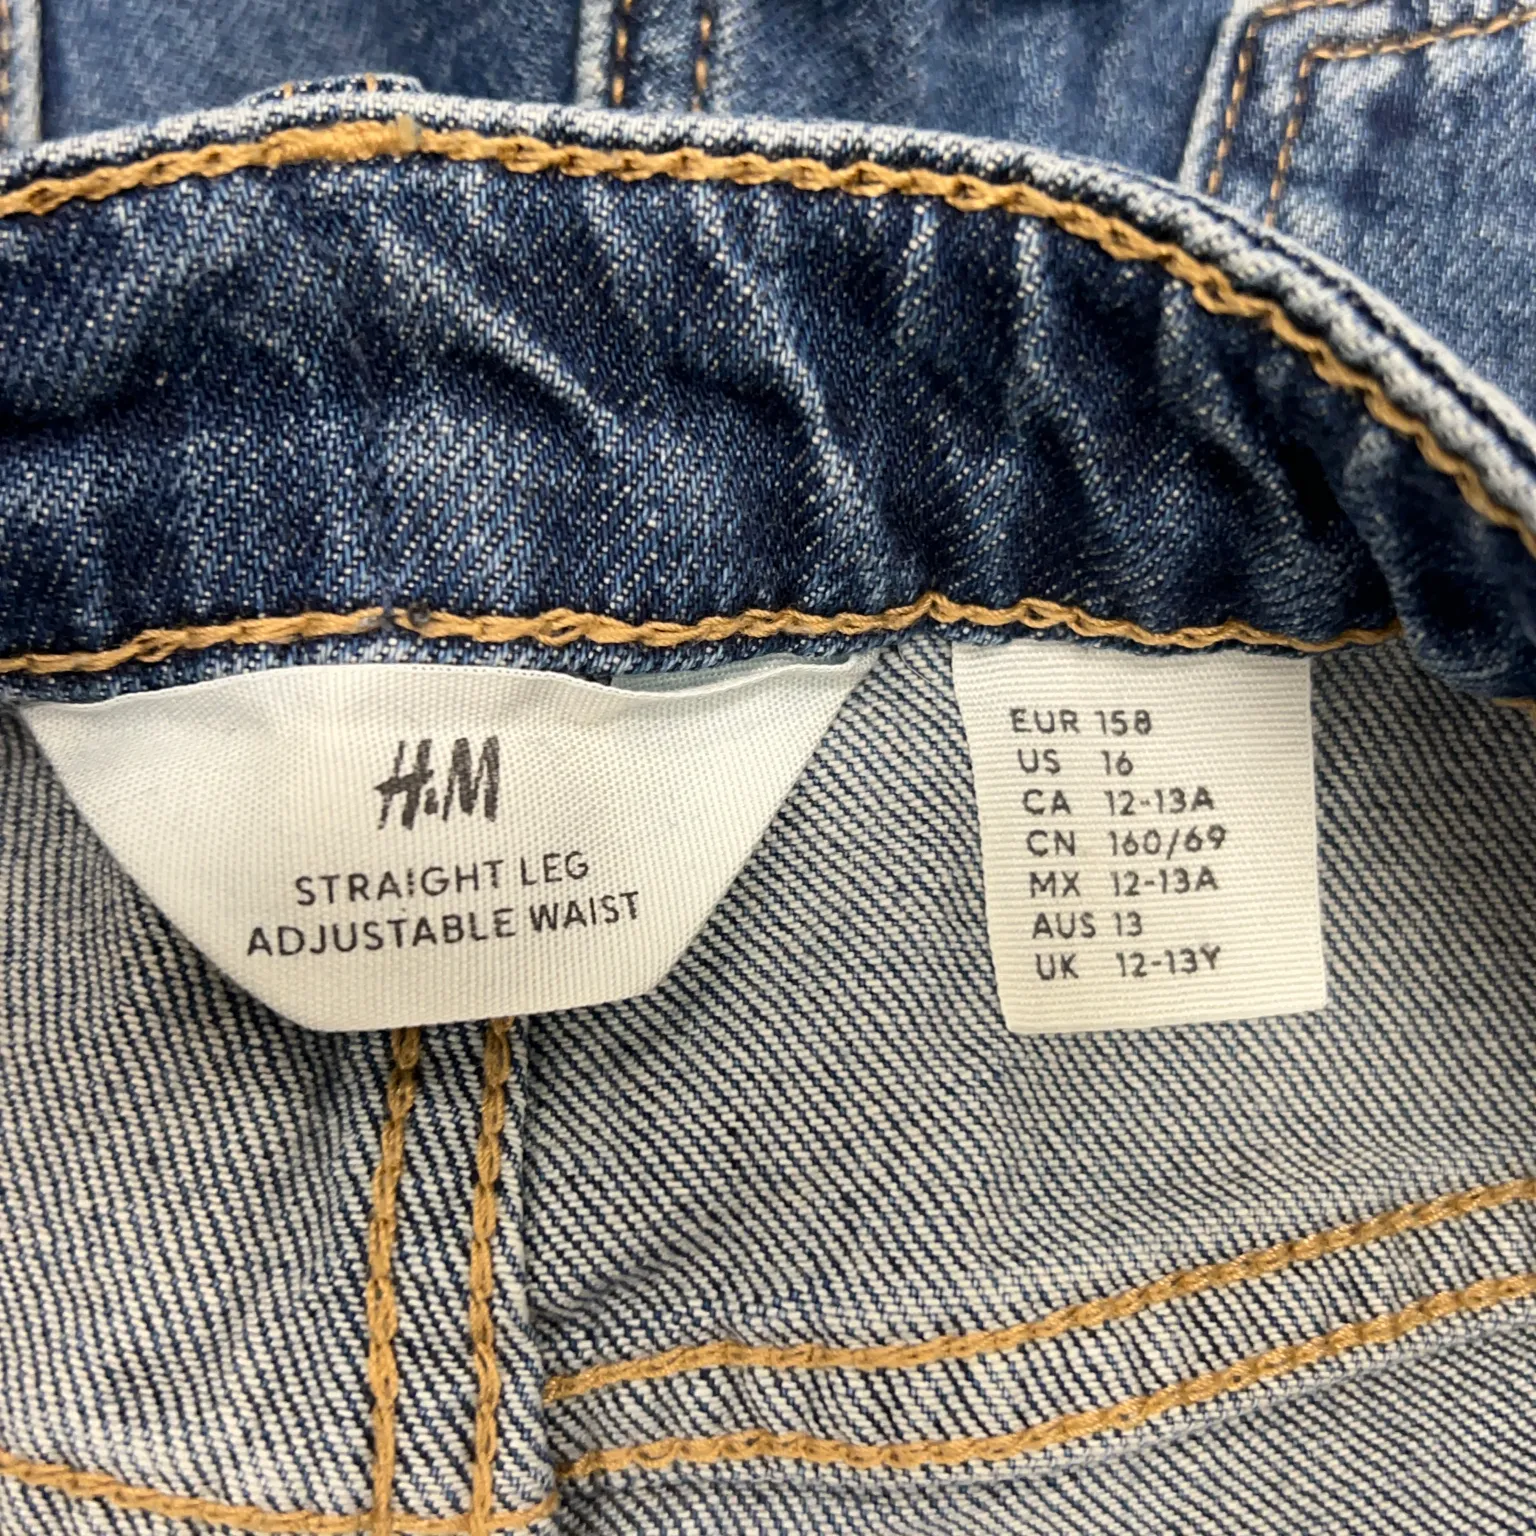 H&M
STRAIGHT LEG
ADJUSTABLE WAIST
EUR 158
US 16
CA 12-13A
CN 160/69
MX 12-13A
AUS 13
UK 12-13Y